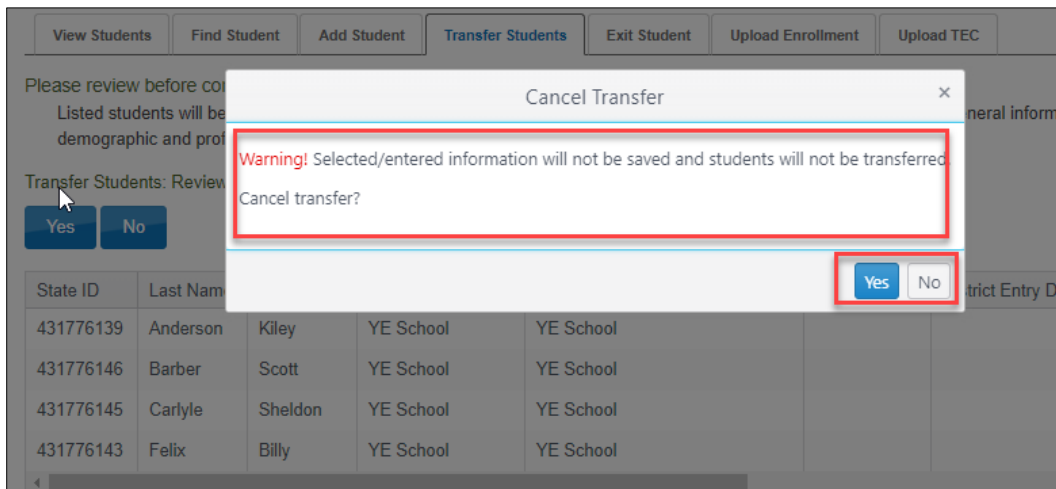 View Students Find Student Add Student Transfer Students Exit Student Upload Enrollment Upload TEC
Please review before
Listed students will be
neral inform
demographic and
Transfer Students: Review
Yes No
Cancel Transfer ×
Warning! Selected/entered information will not be saved and students will not be transferred.
Cancel transfer?
Yes No
State ID Last Nam strict Entry D
431776139 Anderson Kiley YE School YE School
431776146 Barber Scott YE School YE School
431776145 Carlyle Sheldon YE School YE School
431776143 Felix Billy YE School YE School